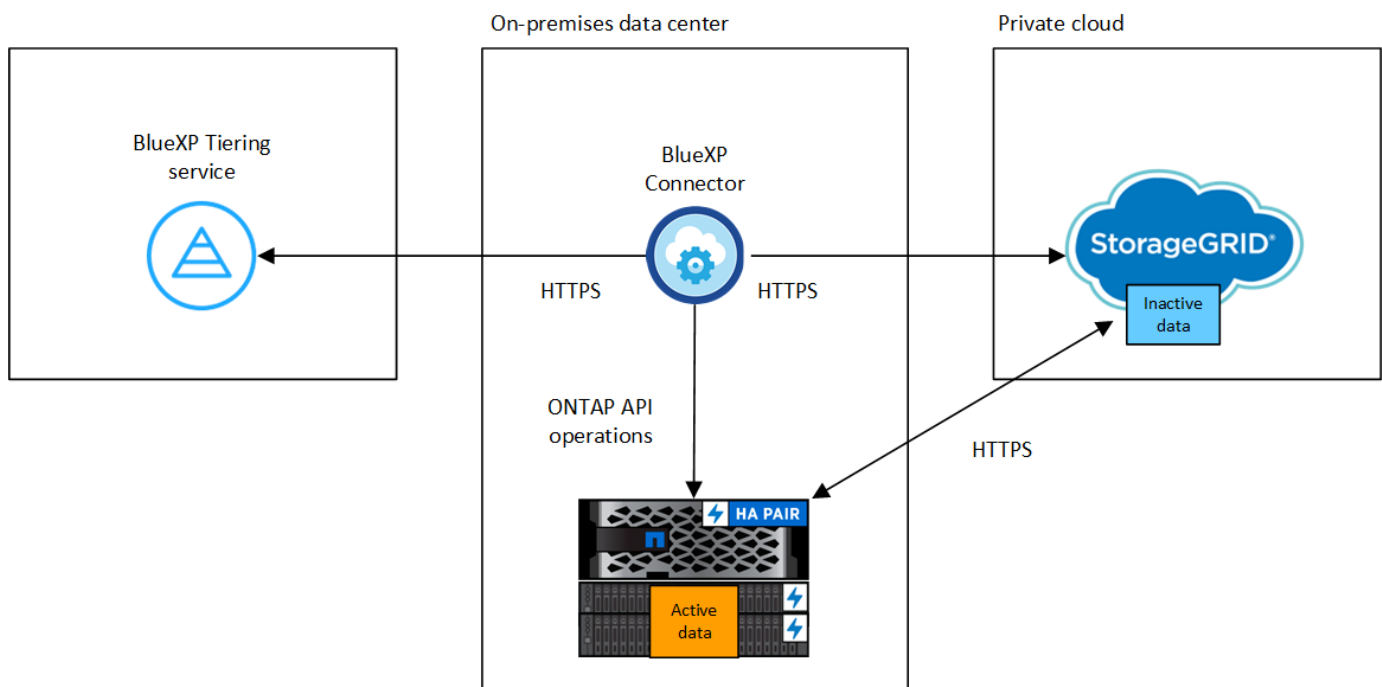 On-premises data center
Private cloud
BlueXP Tiering
service
BlueXP
Connector
StorageGRID®
Inactive
data
HTTPS
HTTPS
ONTAP API
operations
HTTPS
HA PAIR
Active
data